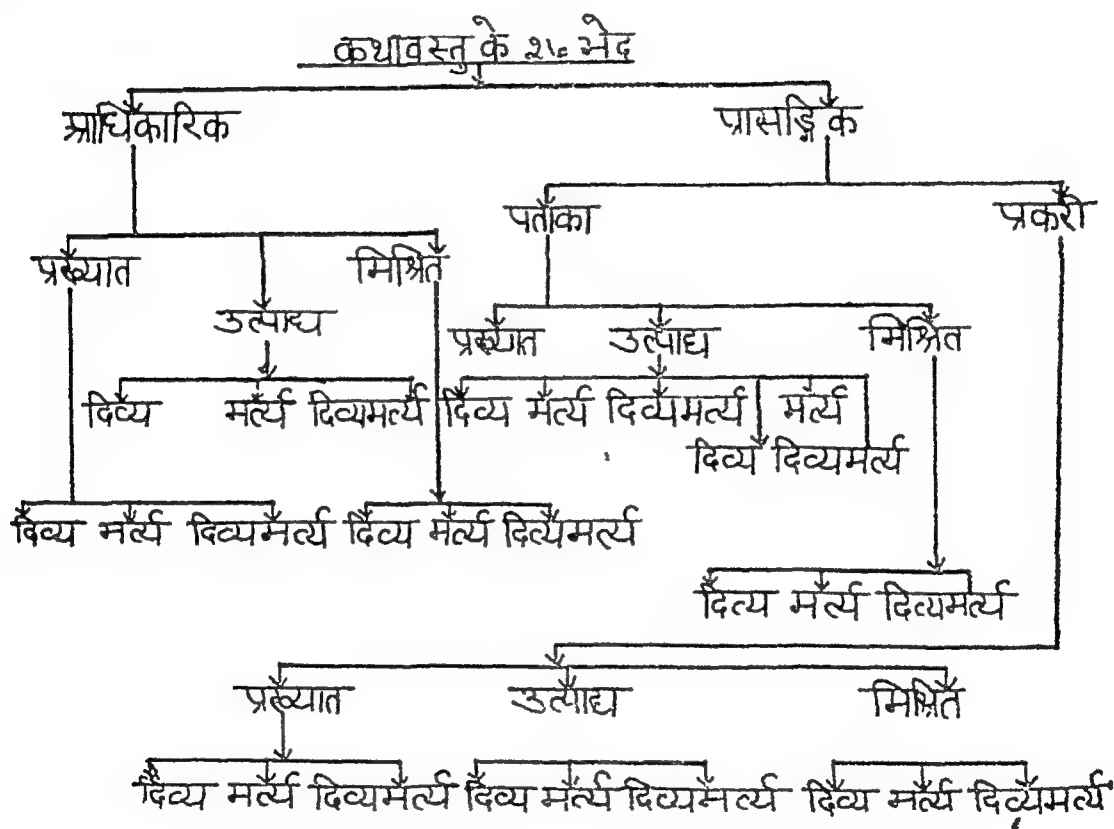 कथावस्तु के भेद
आधिकारिक प्रासङ्गिक
पताका प्रकरी
प्रख्यात मिश्रित
उत्पाद्य
प्रख्यात उत्पाद्य मिश्रित
दिव्य मर्त्य दिव्यमर्त्य दिव्य मर्त्य दिव्यमर्त्य मर्त्य
दिव्य दिव्यमर्त्य
दिव्य मर्त्य दिव्यमर्त्य दिव्य मर्त्य दिव्यमर्त्य
दिव्य मर्त्य दिव्यमर्त्य
प्रख्यात उत्पाद्य मिश्रित
दिव्य मर्त्य दिव्यमर्त्य दिव्य मर्त्य दिव्यमर्त्य दिव्य मर्त्य दिव्यमर्त्य